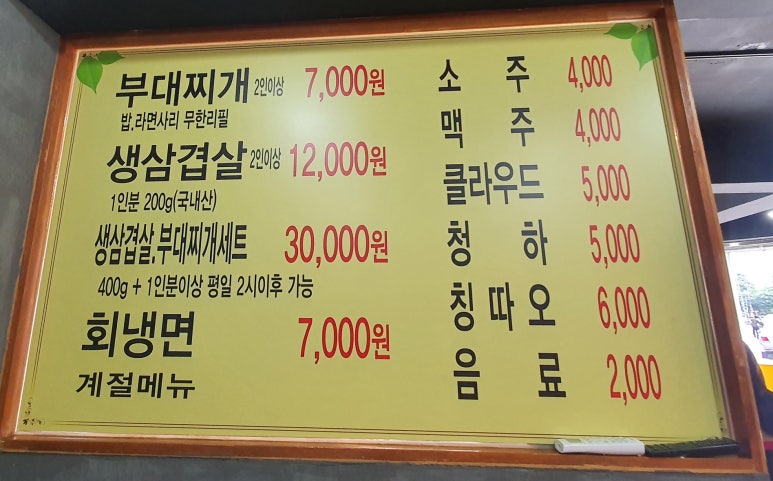 부대찌개 2인이상 7,000원
밥.라면사리 무한리필
생삼겹살 2인이상 12,000원
1인분 200g(국내산)
생삼겹살.부대찌개세트 30,000원
400g + 1인분이상 평일 2시이후 가능
회냉면 7,000원
계절메뉴
소주 4,000
맥주 4,000
클라우드 5,000
청하 5,000
칭따오 6,000
음료 2,000